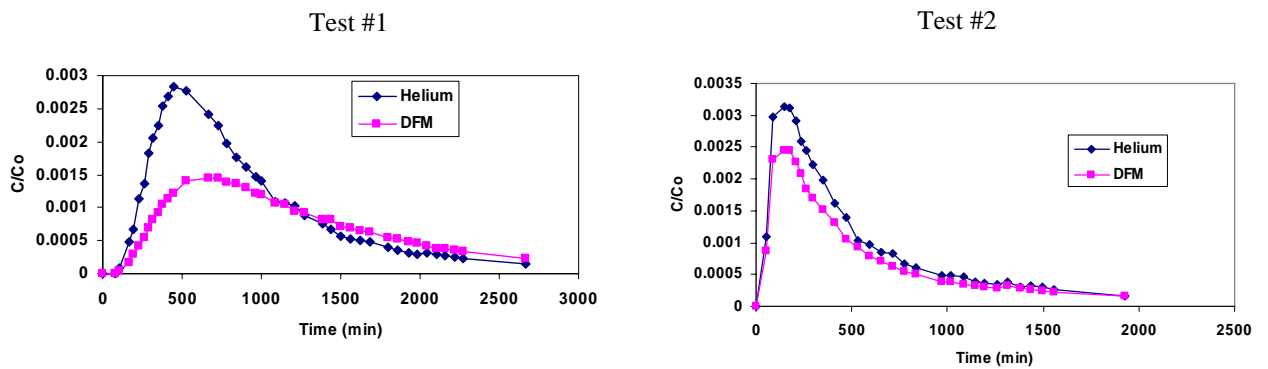 Test #1
0.003
0.0025
0.002
0.0015
0.001
0.0005
0
C/Co
Helium
DFM
0 500 1000 1500 2000 2500 3000
Time (min)
Test #2
0.0035
0.003
0.0025
0.002
0.0015
0.001
0.0005
0
C/Co
Helium
DFM
0 500 1000 1500 2000 2500
Time (min)